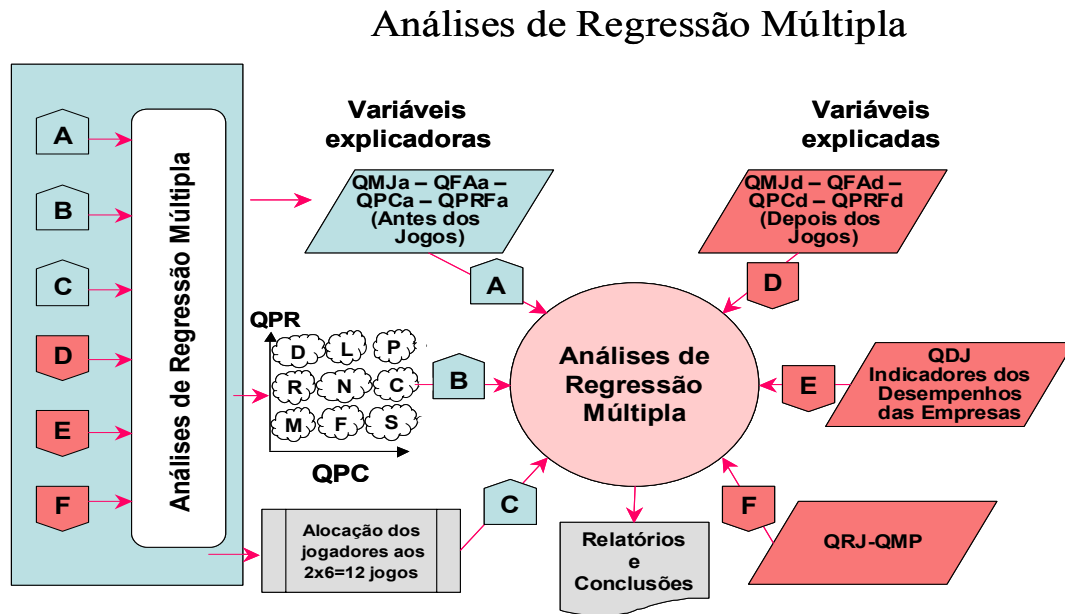 Análises de Regressão Múltipla
A
B
C
D
E
F
Análises de Regressão Múltipla
Variáveis
explicadoras
QMJa – QFAa –
QPCa – QPRFa
(Antes dos
Jogos)
A
QPR
D L P
R N C
M F S
QPC
B
Alocação dos
jogadores aos
2x6=12 jogos
C
Análises de
Regressão
Múltipla
Relatórios
e
Conclusões
Variáveis
explicadas
QMJd – QFAd –
QPCd – QPRFd
(Depois dos
Jogos)
D
E
QDJ
Indicadores dos
Desempenhos
das Empresas
F
QRJ-QMP